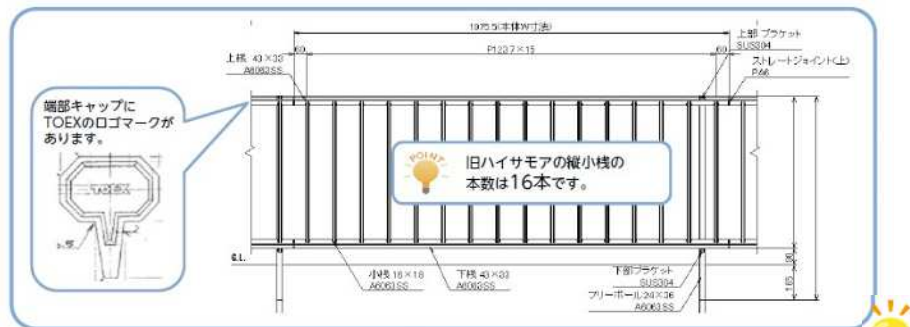 1975.5(本体W寸法)
60
P123.7×15
60
上部 ブラケット
SUS304
上桟 43×33
A6063SS
ストレートジョイント(上)
PA6
端部キャップに
TOEXのロゴマークが
あります。
TOEX
POINT
旧ハイサモアの縦小桟の
本数は16本です。
G.L.
小桟 16×18
A6063SS
下桟 43×33
A6063SS
下部ブラケット
SUS304
フリーポール24×36
A6063SS
165